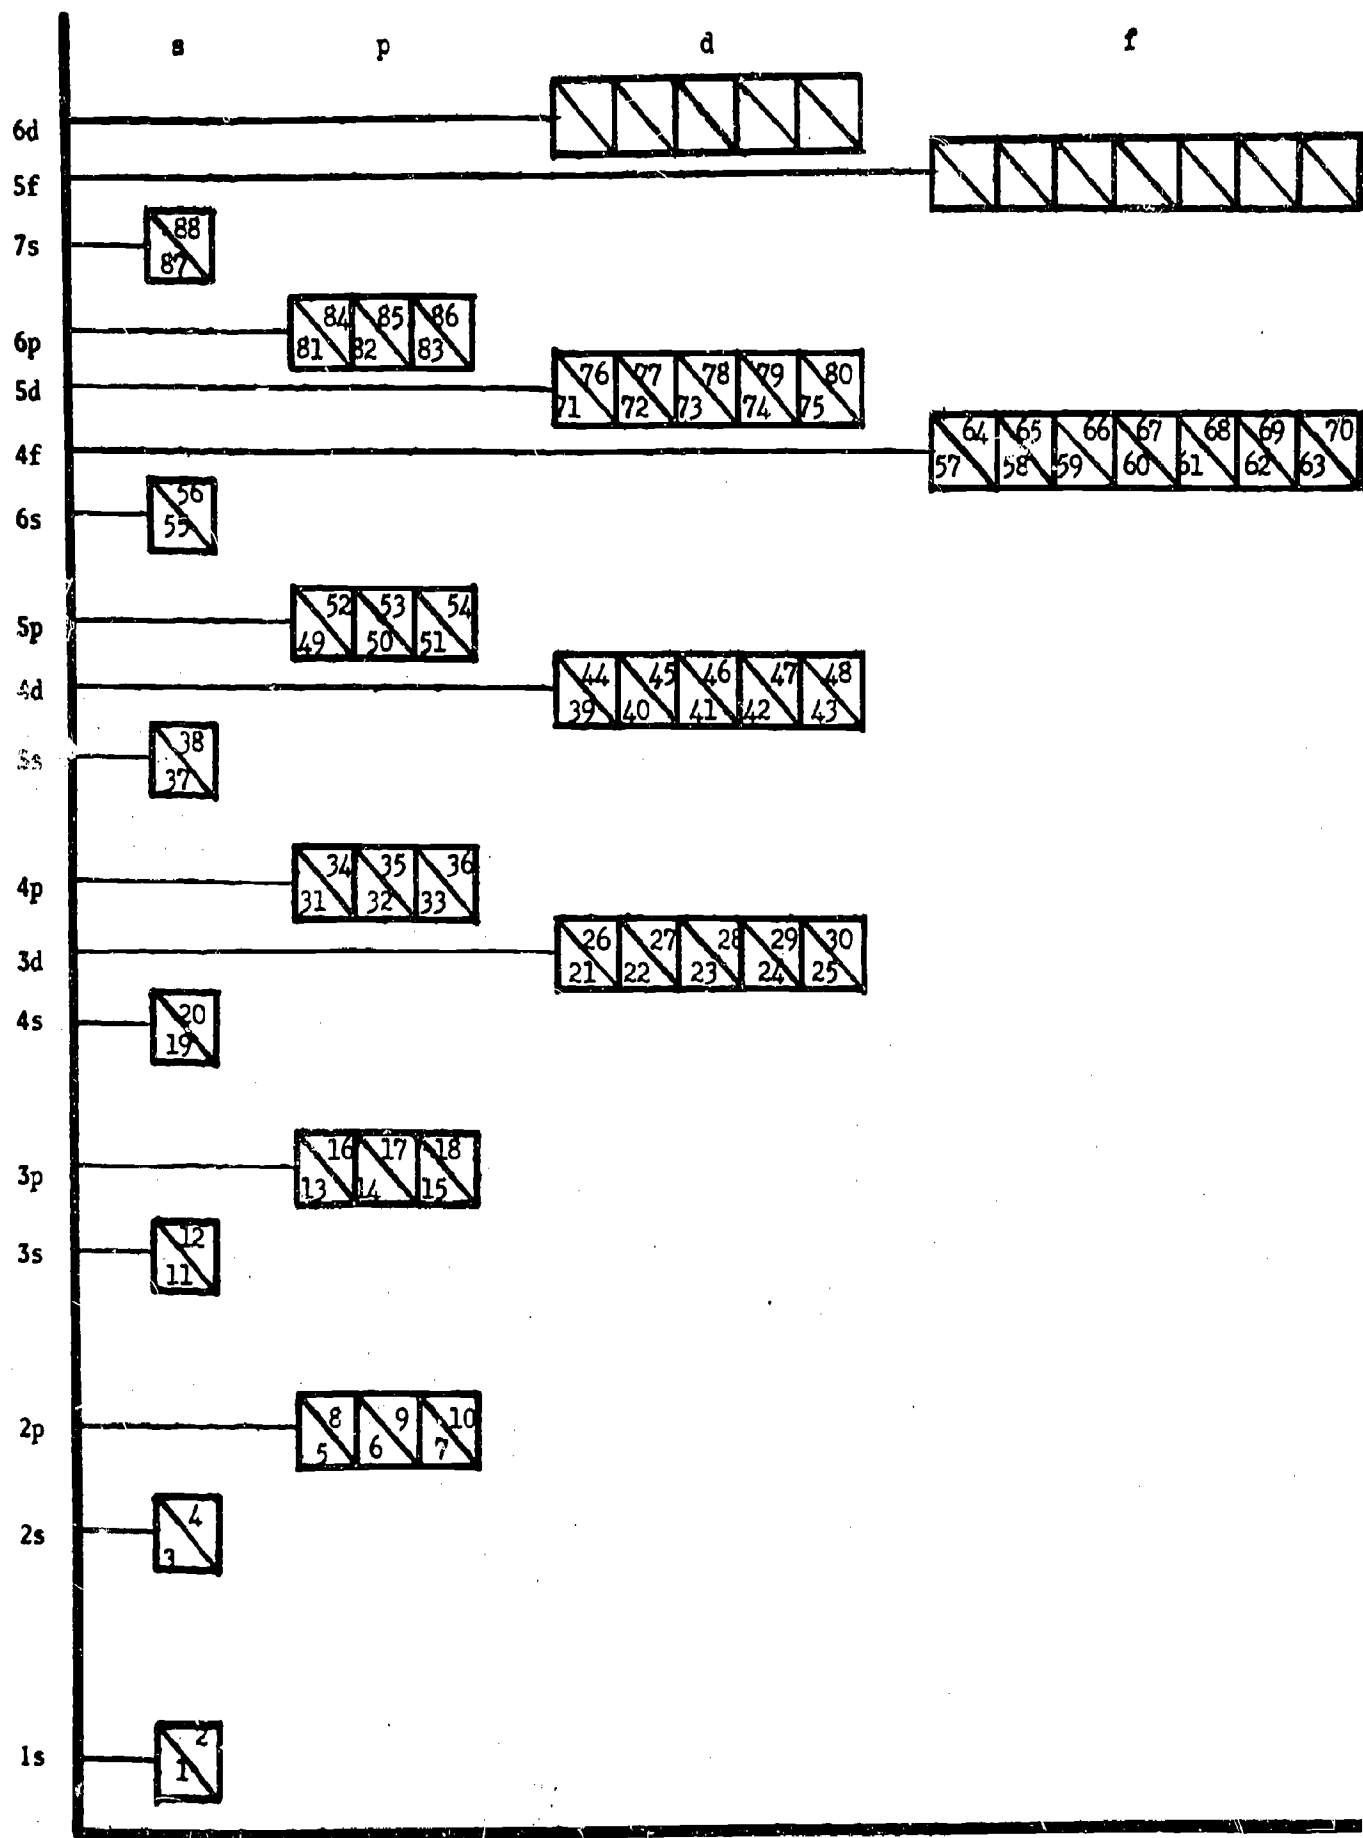 s p d f
6d
5f
7s 88
87
6p 84 85 86
81 82 83
5d 76 77 78 79 80
71 72 73 74 75
4f 64 65 66 67 68 69 70
57 58 59 60 61 62 63
6s 56
55
5p 52 53 54
49 50 51
4d 44 45 46 47 48
39 40 41 42 43
5s 38
37
4p 34 35 36
31 32 33
3d 26 27 28 29 30
21 22 23 24 25
4s 20
19
3p 16 17 18
13 14 15
3s 12
11
2p 8 9 10
5 6 7
2s 4
3
1s 2
1